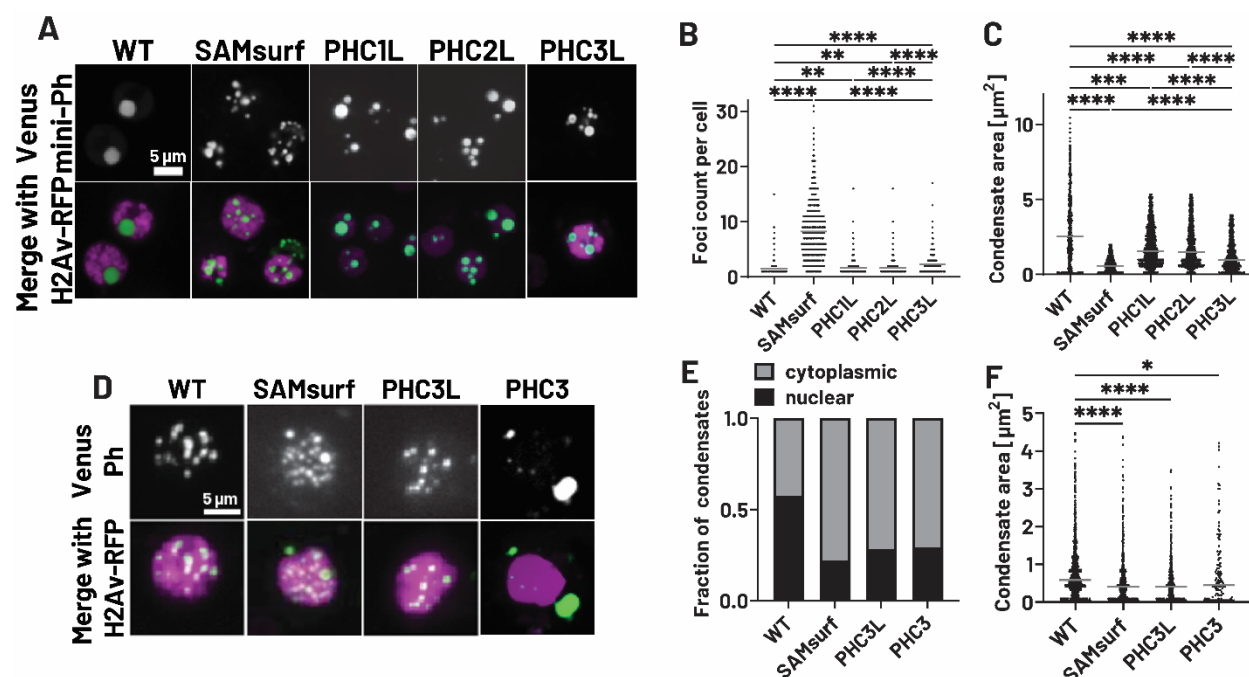 A
WT SAMsurf PHC1L PHC2L PHC3L
Venus
mini-Ph
Merge with
H2Av-RFP
5 µm
B
**** 
** ****
** ****
**** ****
Foci count per cell
30
20
10
0
WT SAMsurf PHC1L PHC2L PHC3L
C
****
**** ****
*** ****
**** ****
Condensate area [µm²]
10
5
0
WT SAMsurf PHC1L PHC2L PHC3L
D
WT SAMsurf PHC3L PHC3
Venus
Ph
Merge with
H2Av-RFP
5 µm
E
cytoplasmic
nuclear
Fraction of condensates
1.0
0.5
0.0
WT SAMsurf PHC3L PHC3
F
*
****
****
Condensate area [µm²]
5
4
3
2
1
0
WT SAMsurf PHC3L PHC3